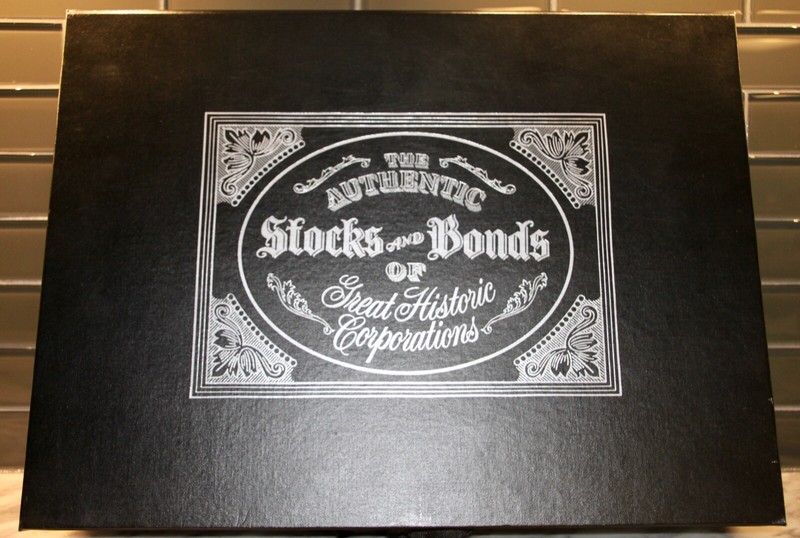 THE
AUTHENTIC
Stocks AND Bonds
OF
Great Historic
Corporations